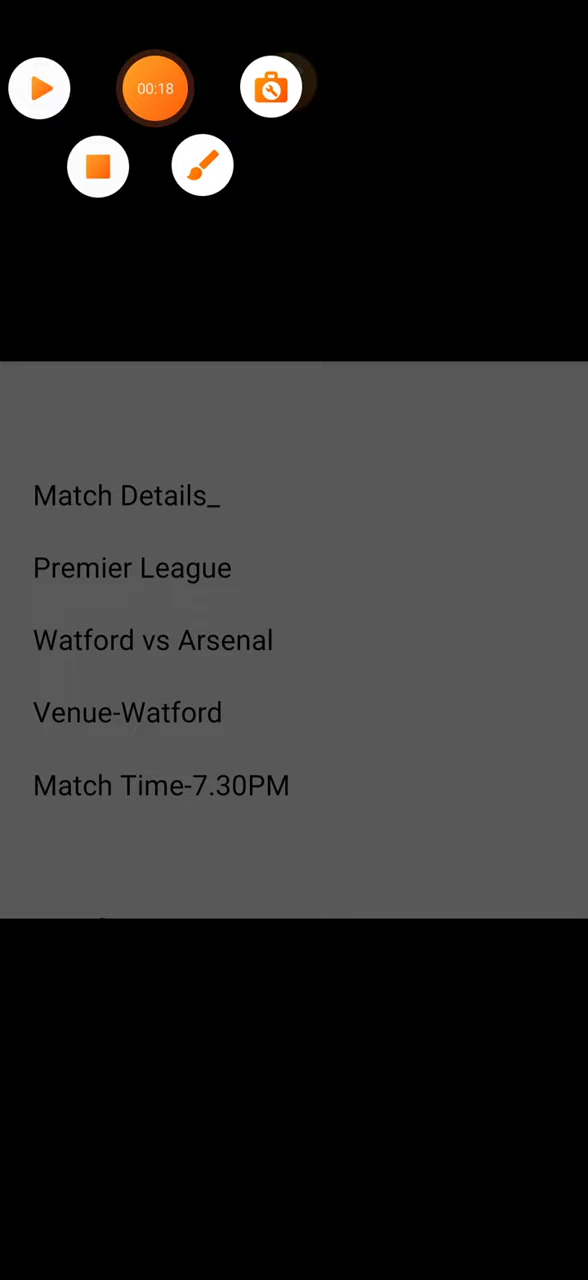 00:18
Match Details_
Premier League
Watford vs Arsenal
Venue-Watford
Match Time-7.30PM